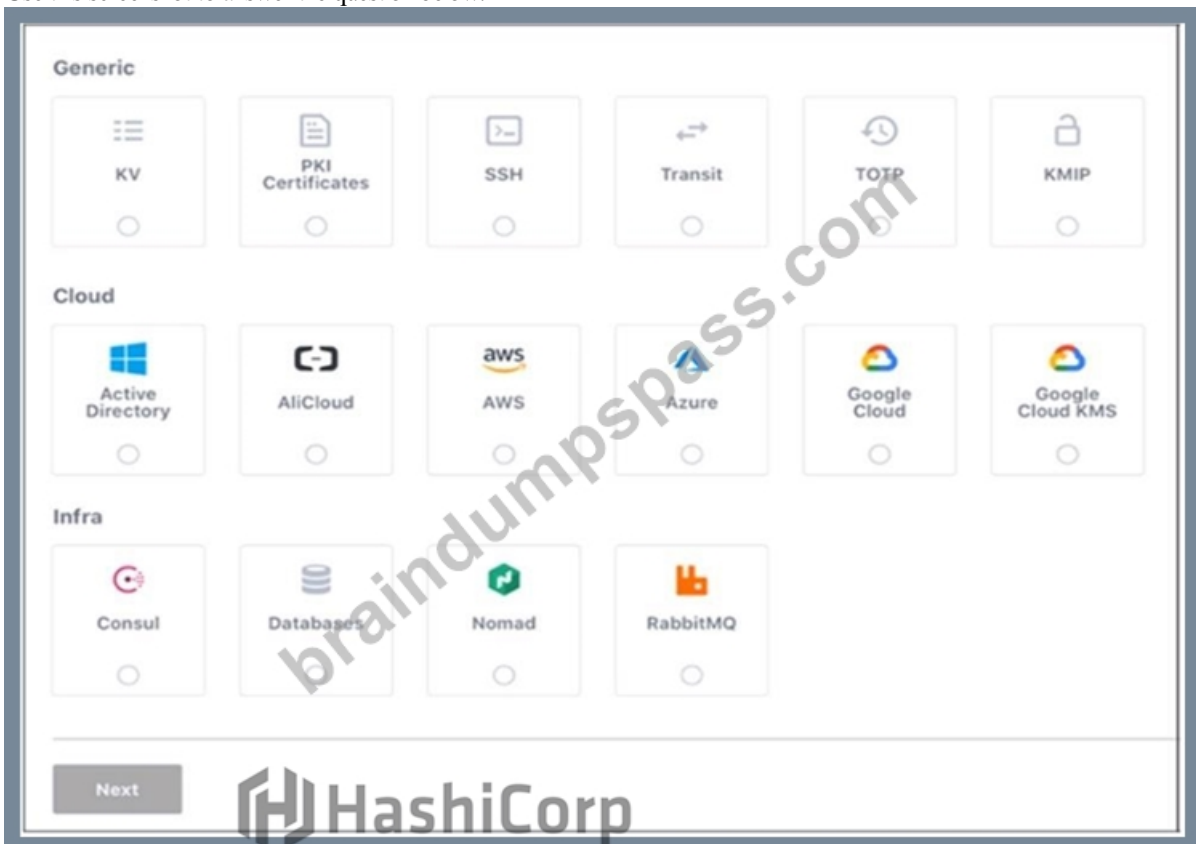 Generic
KV
PKI
Certificates
SSH
Transit
TOTP
KMIP
Cloud
Active
Directory
AliCloud
aws
AWS
Azure
Google
Cloud
Google
Cloud KMS
Infra
Consul
Databases
Nomad
RabbitMQ
Next
HashiCorp
braindumpspass.com